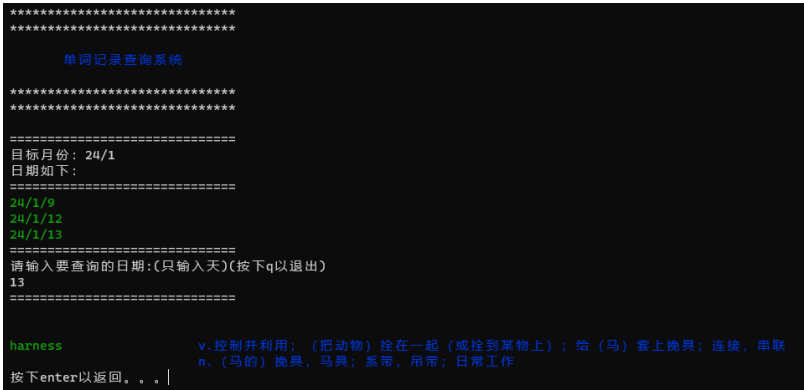 ******************************
******************************
单词记录查询系统
******************************
******************************
==============================
目标月份: 24/1
日期如下:
==============================
24/1/9
24/1/12
24/1/13
==============================
请输入要查询的日期:(只输入天)(按下q以退出)
13
==============================
harness v.控制并利用; (把动物) 拴在一起 (或拴到某物上) ; 给 (马) 套上挽具; 连接, 串联
n. (马的) 挽具, 马具; 系带, 吊带; 日常工作
按下enter以返回。。。